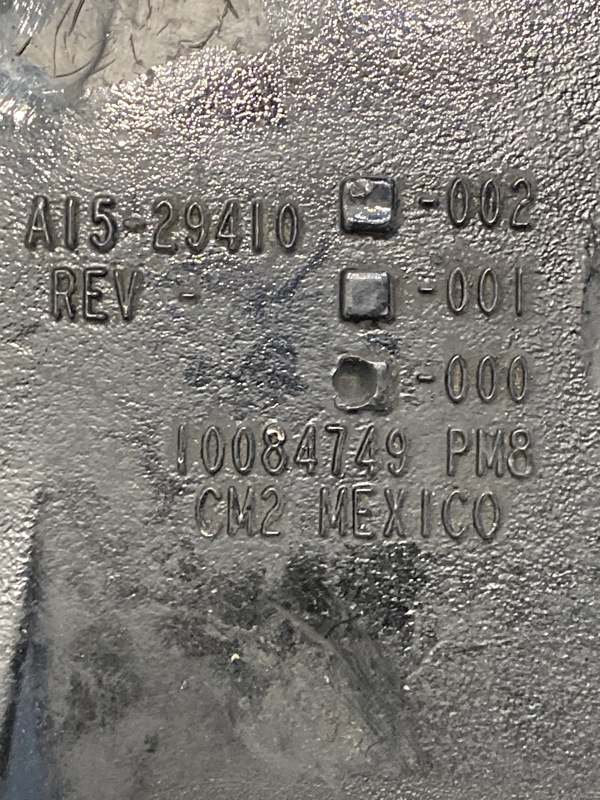 A15-29410 -002
REV - -001
-000
10084749 PM8
CM2 MEXICO